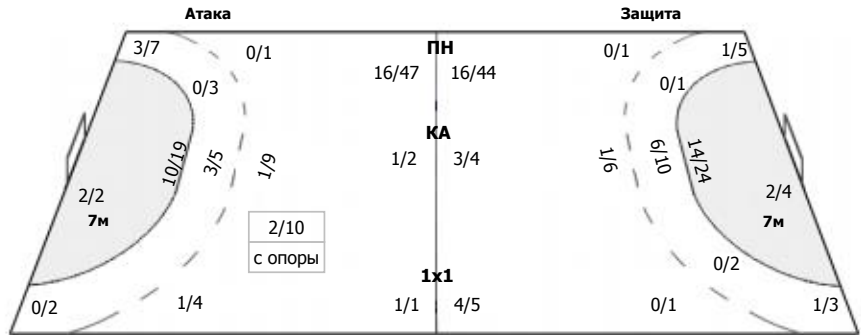 Атака Защита
3/7 0/1 ПН 0/1 1/5
16/47 16/44
0/3 0/1
КА
10/19 3/5 1/9 1/2 3/4 1/6 6/10 14/24
2/2 2/4
7м 7м
2/10
с опоры
0/2
1x1
0/2 1/4 1/1 4/5 0/1 1/3